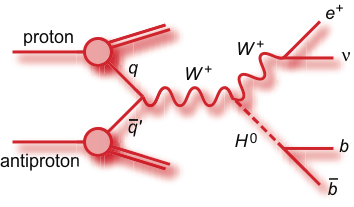 proton
q
W⁺
W⁺
e⁺
ν
q̄′
antiproton
H⁰
b
b̄